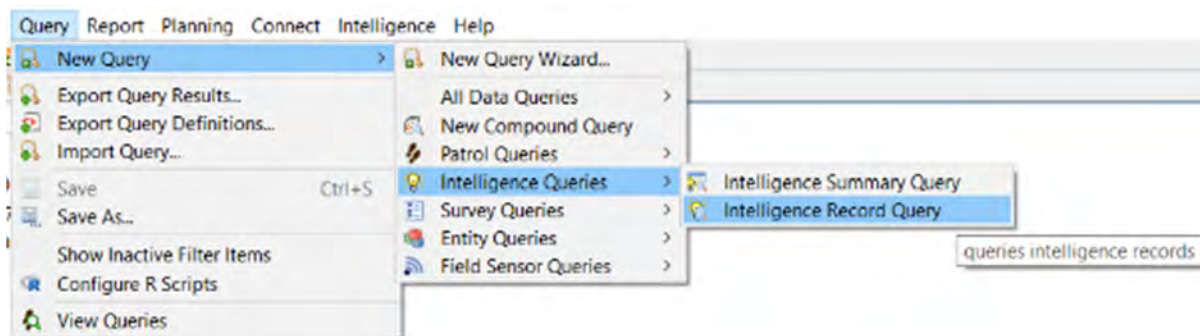 Query Report Planning Connect Intelligence Help
New Query >
Export Query Results...
Export Query Definitions...
Import Query...
Save Ctrl+S
Save As...
Show Inactive Filter Items
Configure R Scripts
View Queries
New Query Wizard...
All Data Queries >
New Compound Query
Patrol Queries >
Intelligence Queries >
Survey Queries >
Entity Queries >
Field Sensor Queries >
Intelligence Summary Query
Intelligence Record Query
queries intelligence records